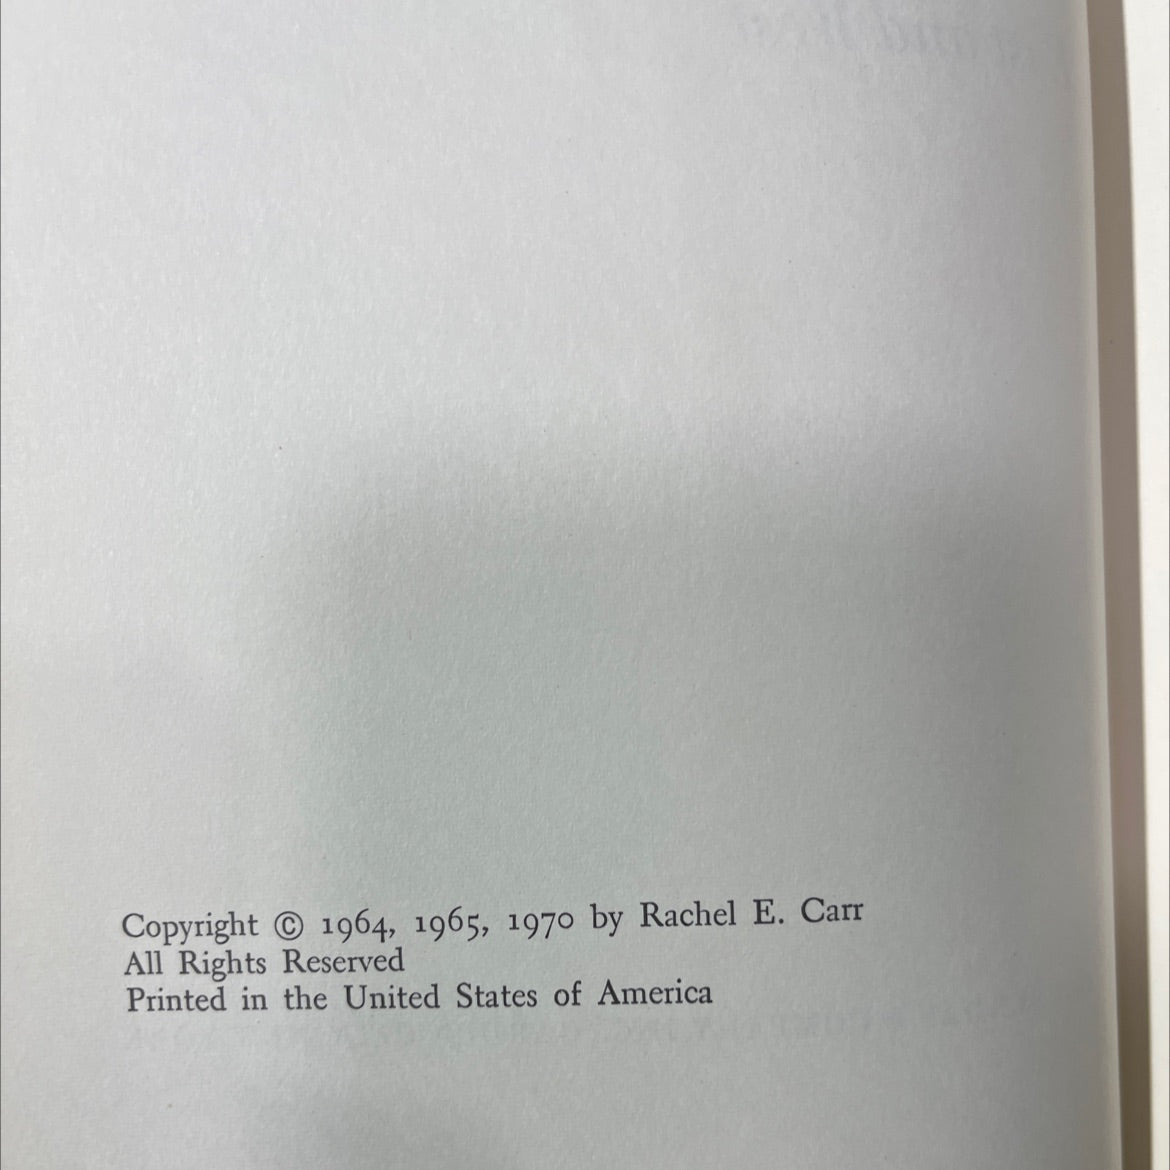 Copyright © 1964, 1965, 1970 by Rachel E. Carr
All Rights Reserved
Printed in the United States of America